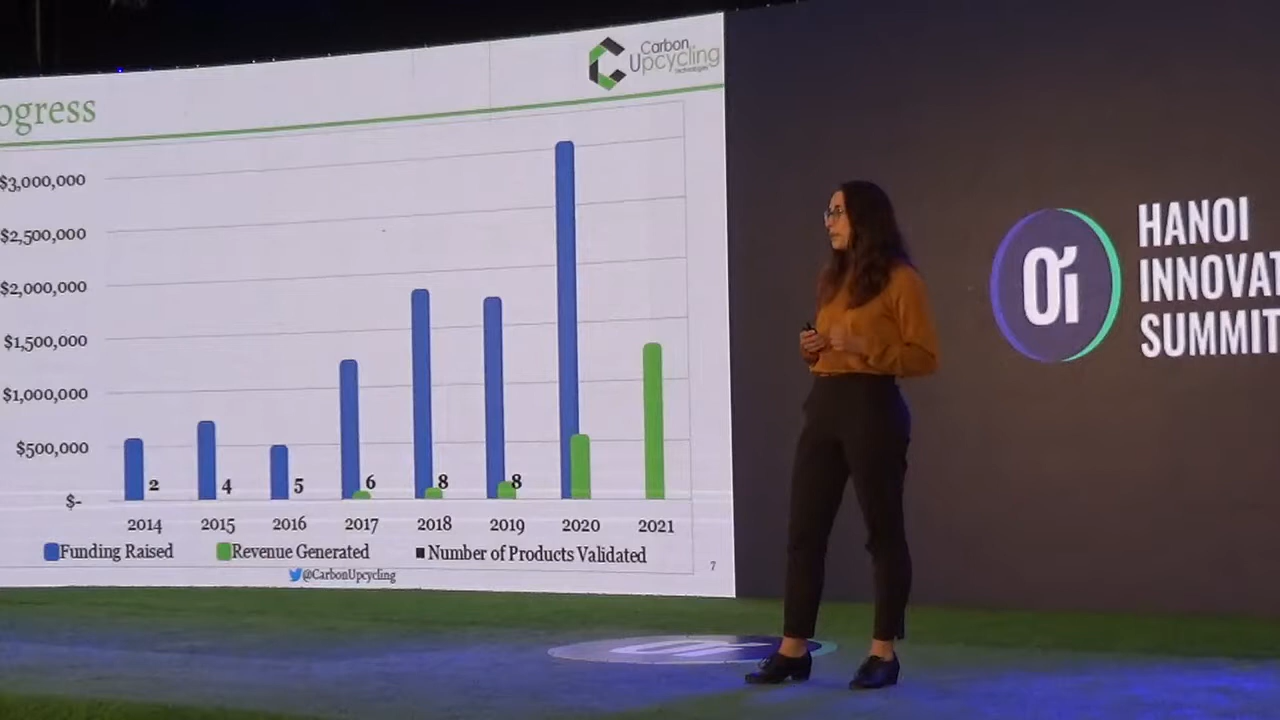 Carbon
Upcycling
Technologies
ogress
$3,000,000
$2,500,000
$2,000,000
$1,500,000
$1,000,000
$500,000
$-
2
4
5
6
8
8
2014 2015 2016 2017 2018 2019 2020 2021
Funding Raised Revenue Generated Number of Products Validated
@CarbonUpcycling
7
HANOI
INNOVAT
SUMMIT